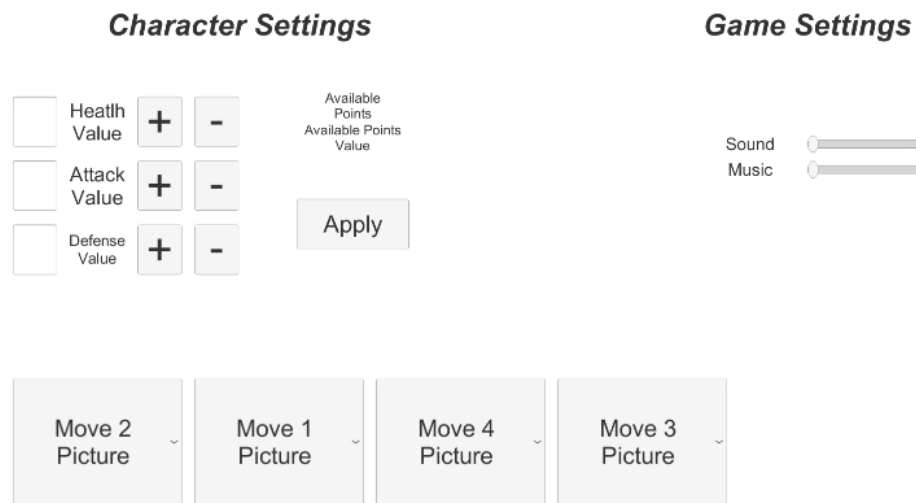 Character Settings
Game Settings
Heatlh
Value
+
-
Available
Points
Available Points
Value
Attack
Value
+
-
Apply
Defense
Value
+
-
Sound
Music
Move 2
Picture
Move 1
Picture
Move 4
Picture
Move 3
Picture